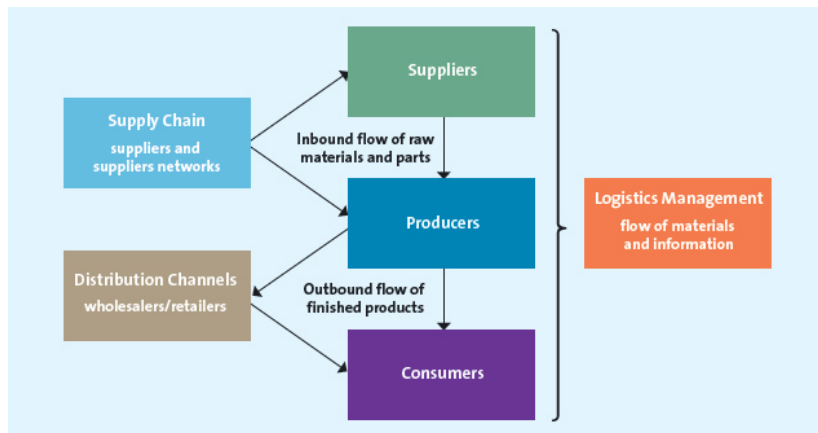 Suppliers
Supply Chain
suppliers and
suppliers networks
Inbound flow of raw
materials and parts
Producers
Logistics Management
flow of materials
and information
Distribution Channels
wholesalers/retailers
Outbound flow of
finished products
Consumers